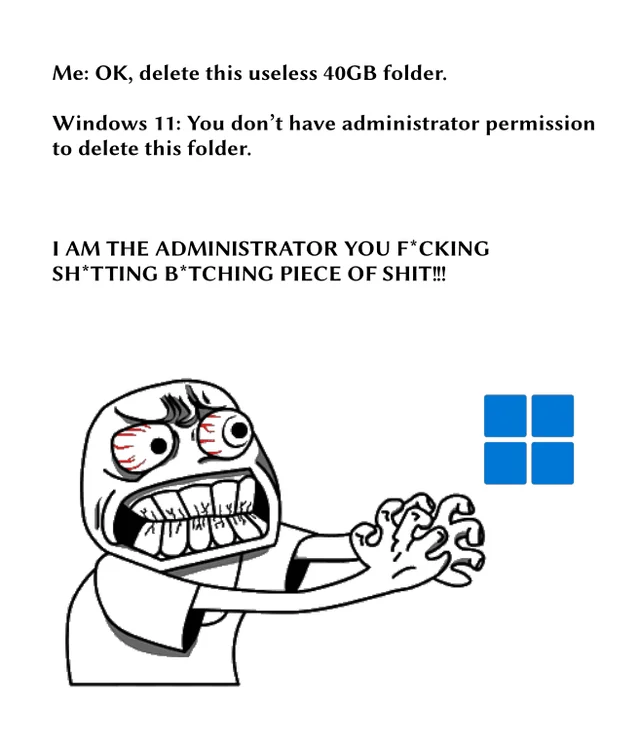 Me: OK, delete this useless 40GB folder.
Windows 11: You don’t have administrator permission
to delete this folder.
I AM THE ADMINISTRATOR YOU F*CKING
SH*TTING B*TCHING PIECE OF SHIT!!!